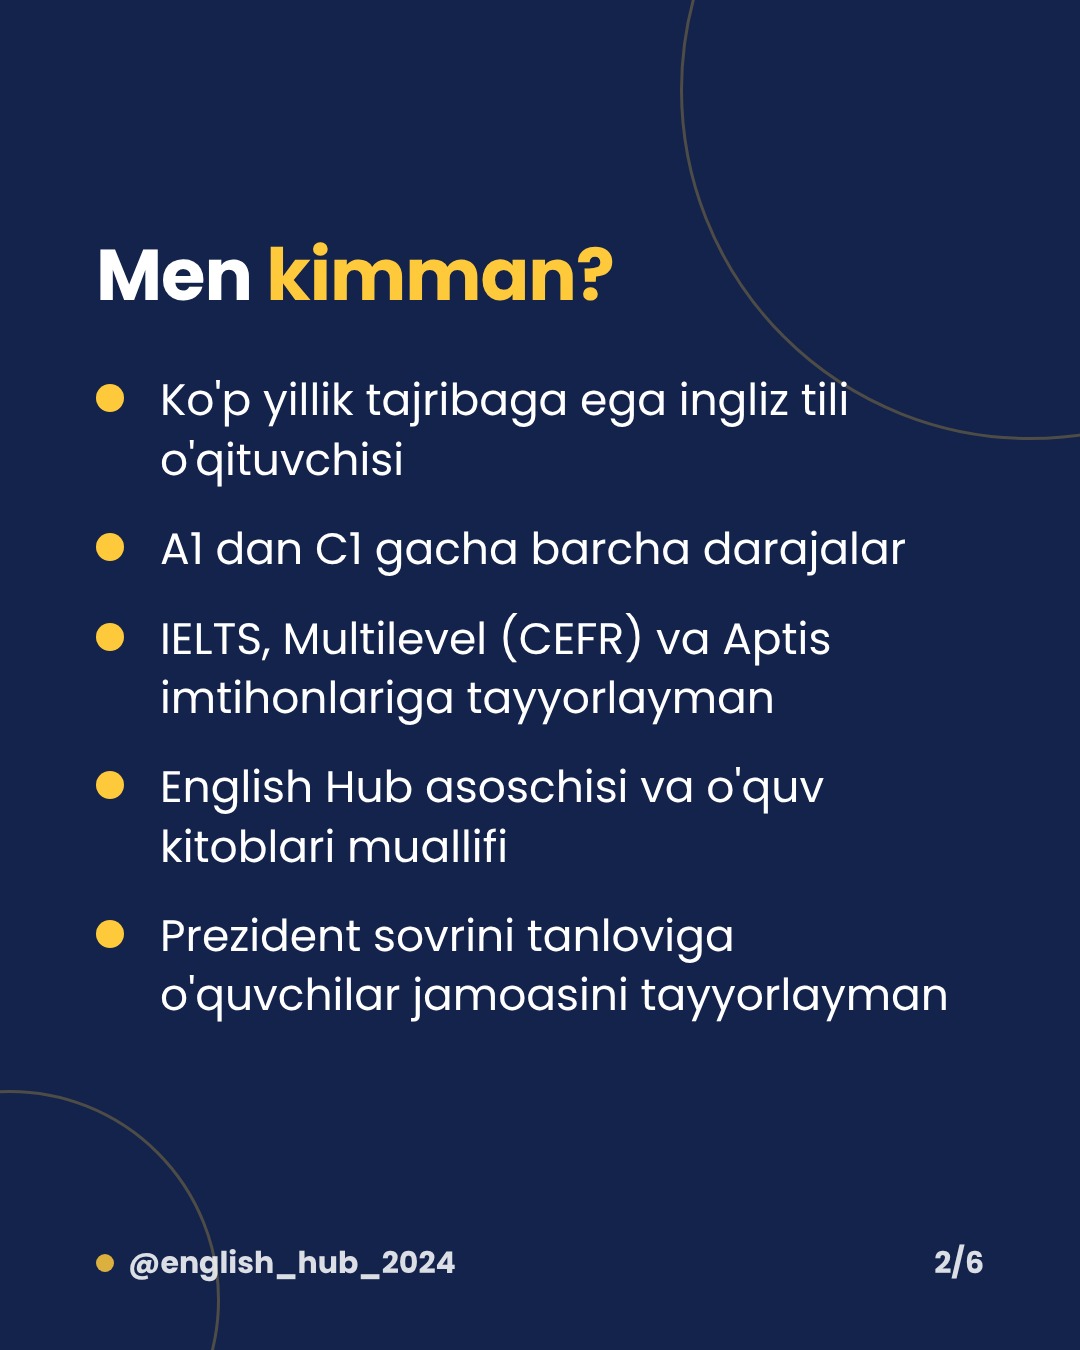 Men kimman?
Ko'p yillik tajribaga ega ingliz tili
o'qituvchisi
A1 dan C1 gacha barcha darajalar
IELTS, Multilevel (CEFR) va Aptis
imtihonlariga tayyorlayman
English Hub asoschisi va o'quv
kitoblari muallifi
Prezident sovrini tanloviga
o'quvchilar jamoasini tayyorlayman
@english_hub_2024
2/6